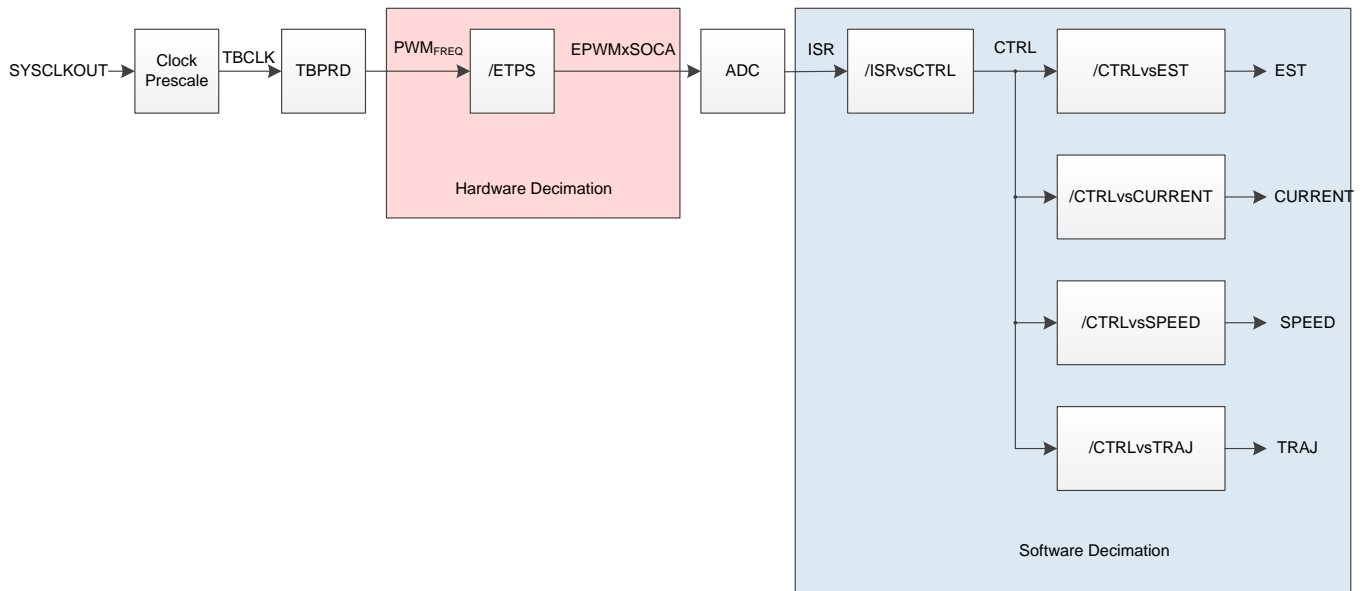 SYSCLKOUT
Clock
Prescale
TBCLK
TBPRD
PWMFREQ
/ETPS
EPWMxSOCA
Hardware Decimation
ADC
ISR
/ISRvsCTRL
CTRL
/CTRLvsEST
EST
/CTRLvsCURRENT
CURRENT
/CTRLvsSPEED
SPEED
/CTRLvsTRAJ
TRAJ
Software Decimation